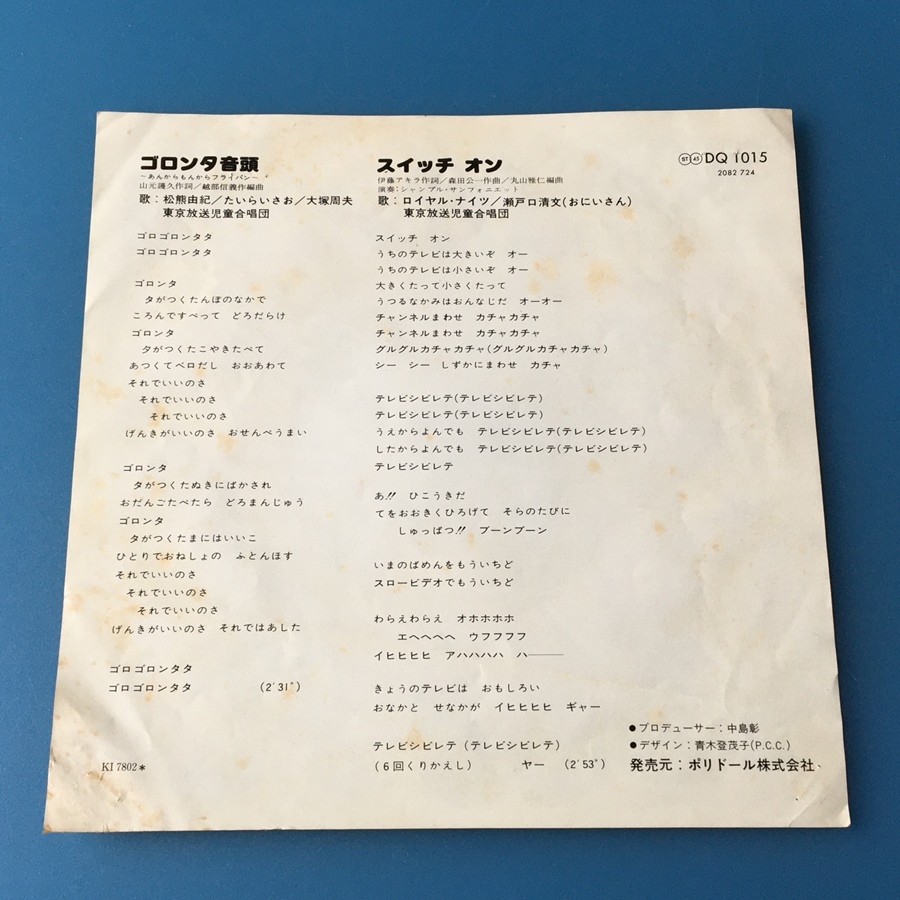 ゴロンタ音頭
～あんからもんからフライパン～
山元護久作詞／越部信義作編曲
歌：松熊由紀／たいらいさお／大塚周夫
東京放送児童合唱団
ゴロゴロンタタ
ゴロゴロンタタ
ゴロンタ
タがつくたんぼのなかで
ころんですべって　どろだらけ
ゴロンタ
タがつくたこやきたべて
あつくてベロだし　おおあわて
それでいいのさ
それでいいのさ
それでいいのさ
げんきがいいのさ　おせんべうまい
ゴロンタ
タがつくたぬきにばかされ
おだんごたべたら　どろまんじゅう
ゴロンタ
タがつくたまにはいいこ
ひとりでおねしょの　ふとんほす
それでいいのさ
それでいいのさ
それでいいのさ
げんきがいいのさ　それではあした
ゴロゴロンタタ
ゴロゴロンタタ　（2′31″）
KI 7802＊
スイッチ オン
伊藤アキラ作詞／森田公一作曲／丸山雅仁編曲
演奏：シャンブル・サンフォニエット
歌：ロイヤル・ナイツ／瀬戸口清文（おにいさん）
東京放送児童合唱団
スイッチ　オン
うちのテレビは大きいぞ　オー
うちのテレビは小さいぞ　オー
大きくたって小さくたって
うつるなかみはおんなじだ　オーオー
チャンネルまわせ　カチャカチャ
チャンネルまわせ　カチャカチャ
グルグルカチャカチャ（グルグルカチャカチャ）
シー　シー　しずかにまわせ　カチャ
テレビシビレテ（テレビシビレテ）
テレビシビレテ（テレビシビレテ）
うえからよんでも　テレビシビレテ（テレビシビレテ）
したからよんでも　テレビシビレテ（テレビシビレテ）
テレビシビレテ
あ!!　ひこうきだ
てをおおきくひろげて　そらのたびに
しゅっぱつ!!　ブーンブーン
いまのばめんをもういちど
スロービデオでもういちど
わらえわらえ　オホホホホ
エヘヘヘヘ　ウフフフフ
イヒヒヒヒ　アハハハハ　ハ───
きょうのテレビは　おもしろい
おなかと　せなかが　イヒヒヒヒ　ギャー
テレビシビレテ（テレビシビレテ）
（6回くりかえし）　ヤー　（2′53″）
ST 45 DQ 1015
2082 724
●プロデューサー：中島彰
●デザイン：青木登茂子（P.C.C.）
発売元：ポリドール株式会社